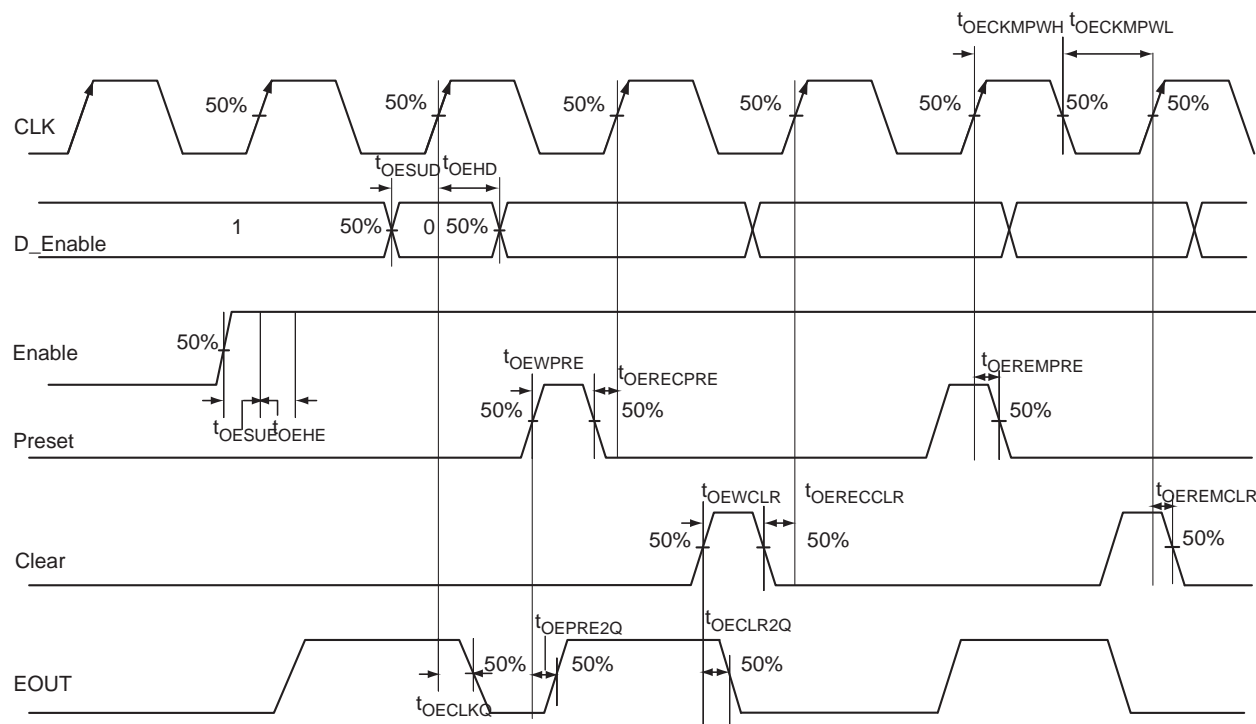 tOECKMPWH tOECKMPWL
CLK 50% 50% 50% 50% 50% 50% 50%
tOESUD tOEHD
D_Enable 1 50% 0 50%
Enable 50%
tOESUE tOEHE
tOEWPRE tOERECPRE tOEREMPRE
Preset 50% 50% 50%
tOEWCLR tOERECCLR tOEREMCLR
Clear 50% 50% 50%
tOEPRE2Q tOECLR2Q
EOUT 50% 50% 50%
tOECLKQ